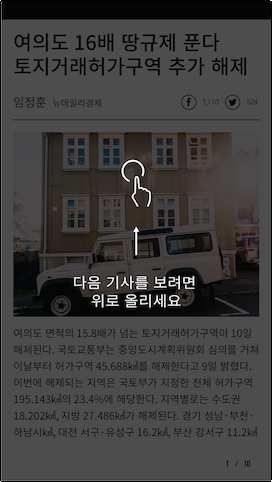 여의도 16배 땅규제 푼다
토지거래허가구역 추가 해제
임정훈 뉴데일리경제
1,110 524
다음 기사를 보려면
위로 올리세요
여의도 면적의 15.8배가 넘는 토지거래허가구역이 10일
해제된다. 국토교통부는 중앙도시계획위원회 심의를 거쳐
이날부터 허가구역 45.688k㎡를 해제한다고 9일 밝혔다.
이번에 해제되는 지역은 국토부가 지정한 전체 허가구역
195.143k㎡의 23.4%에 해당한다. 지역별로는 수도권
18.202k㎡, 지방 27.486k㎡가 해제된다. 경기 성남·부천·
하남시k㎡, 대전 서구·유성구 16.2k㎡, 부산 강서구 11.2k㎡
1 / 10